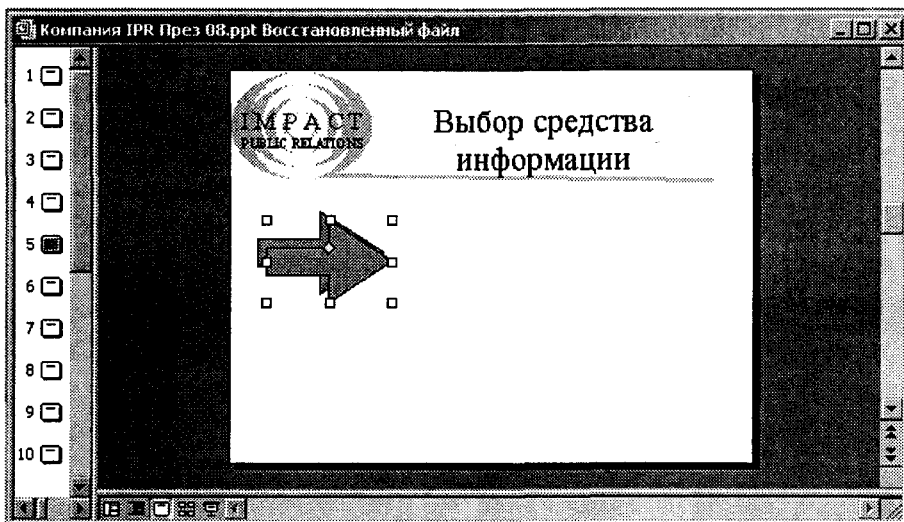 Компания IPR През 08.ppt Восстановленный файл
1
2
3
4
5
6
7
8
9
10
IMPACT
PUBLIC RELATIONS
Выбор средства
информации